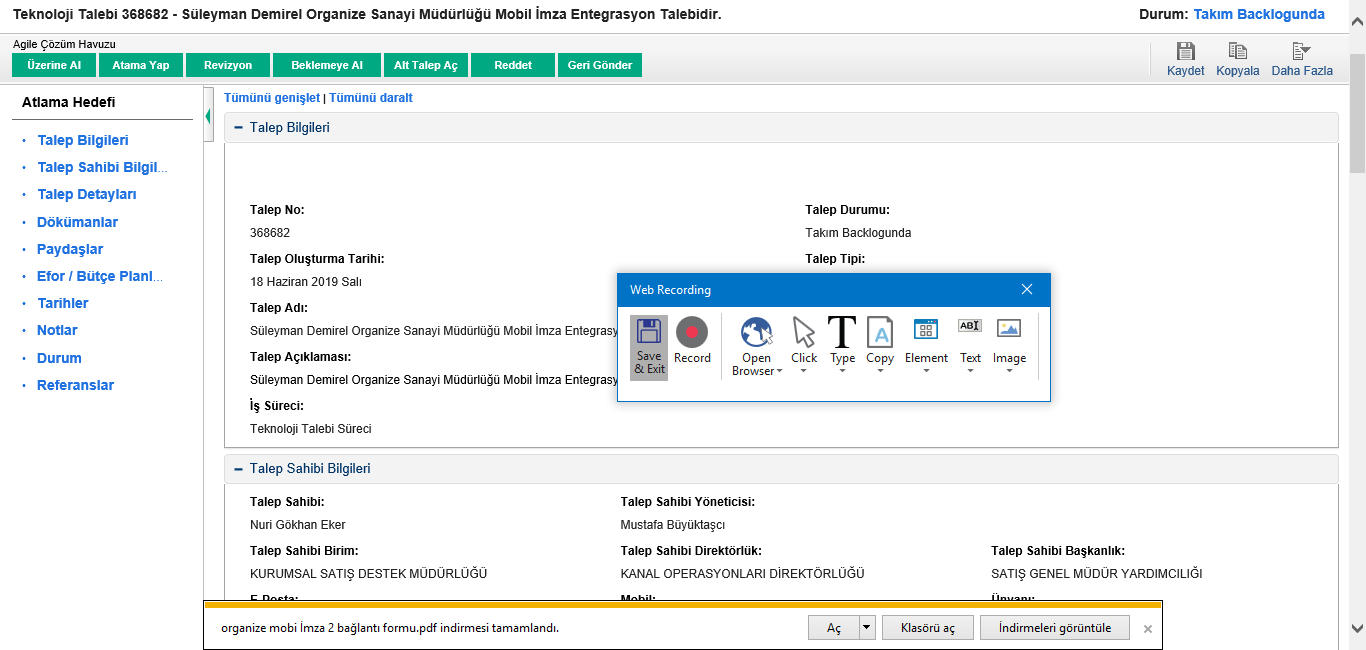 Teknoloji Talebi 368682 - Süleyman Demirel Organize Sanayi Müdürlüğü Mobil İmza Entegrasyon Talebidir.
Durum: Takım Backlogunda
Agile Çözüm Havuzu
Üzerine Al
Atama Yap
Revizyon
Beklemeye Al
Alt Talep Aç
Reddet
Geri Gönder
Kaydet
Kopyala
Daha Fazla
Atlama Hedefi
Talep Bilgileri
Talep Sahibi Bilgil...
Talep Detayları
Dökümanlar
Paydaşlar
Efor / Bütçe Planl...
Tarihler
Notlar
Durum
Referanslar
Tümünü genişlet | Tümünü daralt
Talep Bilgileri
Talep No:
368682
Talep Durumu:
Takım Backlogunda
Talep Oluşturma Tarihi:
18 Haziran 2019 Salı
Talep Tipi:
Talep Adı:
Süleyman Demirel Organize Sanayi Müdürlüğü Mobil İmza Entegrasy
Talep Açıklaması:
Süleyman Demirel Organize Sanayi Müdürlüğü Mobil İmza Entegrasy
İş Süreci:
Teknoloji Talebi Süreci
Web Recording
Save & Exit
Record
Open Browser
Click
Type
Copy
Element
ABI
Text
Image
Talep Sahibi Bilgileri
Talep Sahibi:
Nuri Gökhan Eker
Talep Sahibi Yöneticisi:
Mustafa Büyüktaşcı
Talep Sahibi Birim:
KURUMSAL SATIŞ DESTEK MÜDÜRLÜĞÜ
Talep Sahibi Direktörlük:
KANAL OPERASYONLARI DİREKTÖRLÜĞÜ
Talep Sahibi Başkanlık:
SATIŞ GENEL MÜDÜR YARDIMCILIĞI
E-Posta:
Mobil:
Ünvanı:
organize mobi İmza 2 bağlantı formu.pdf indirmesi tamamlandı.
Aç
Klasörü aç
İndirmeleri görüntüle